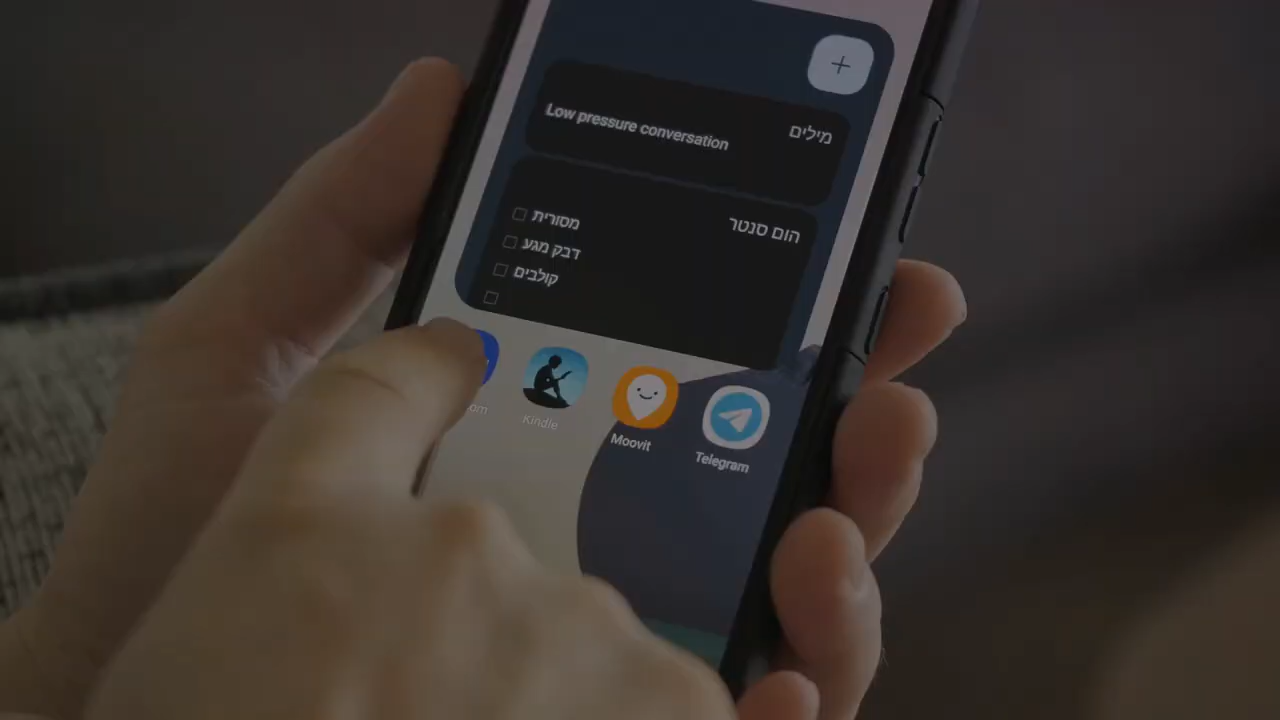 מילים
Low pressure conversation
הום סנטר
מסורית
דבק מגע
קולבים
Kindle
Moovit
Telegram